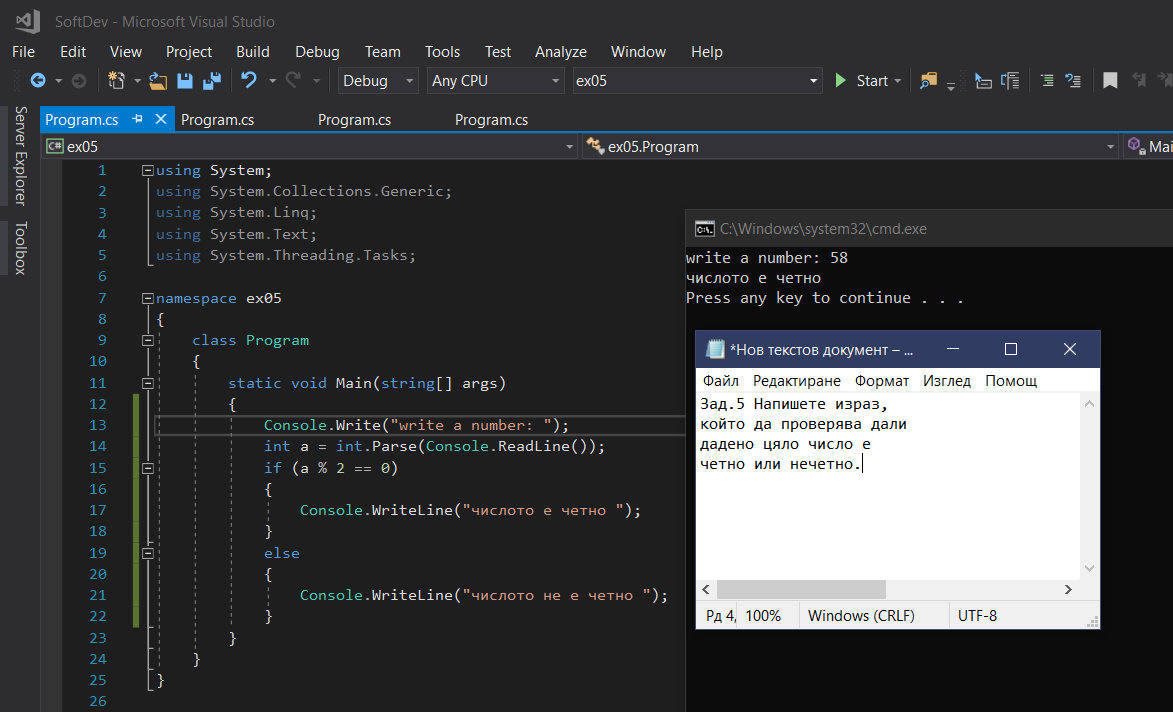 SoftDev - Microsoft Visual Studio
File Edit View Project Build Debug Team Tools Test Analyze Window Help
Debug Any CPU ex05 Start
Server Explorer
Toolbox
Program.cs Program.cs Program.cs Program.cs
C# ex05 ex05.Program Mai
1 using System;
2 using System.Collections.Generic;
3 using System.Linq;
4 using System.Text;
5 using System.Threading.Tasks;
6
7 namespace ex05
8 {
9 class Program
10 {
11 static void Main(string[] args)
12 {
13 Console.Write("write a number: ");
14 int a = int.Parse(Console.ReadLine());
15 if (a % 2 == 0)
16 {
17 Console.WriteLine("числото е четно ");
18 }
19 else
20 {
21 Console.WriteLine("числото не е четно ");
22 }
23 }
24 }
25 }
26
C:\Windows\system32\cmd.exe
write a number: 58
числото е четно
Press any key to continue . . .
*Нов текстов документ – ...
Файл Редактиране Формат Изглед Помощ
Зад.5 Напишете израз,
който да проверява дали
дадено цяло число е
четно или нечетно.
Рд 4, 100% Windows (CRLF) UTF-8